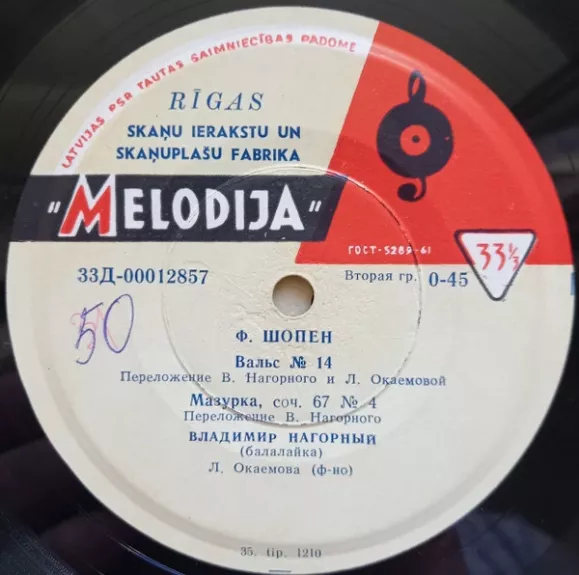 LATVIJAS PSR TAUTAS SAIMNIECĪBAS PADOME
RĪGAS
SKAŅU IERAKSTU UN
SKAŅUPLAŠU FABRIKA
"MELODIJA"
ГОСТ-5289-61
33⅓
33Д-00012857
Вторая гр. 0-45
50
Ф. ШОПЕН
Вальс № 14
Переложение В. Нагорного и Л. Окаемовой
Мазурка, соч. 67 № 4
Переложение В. Нагорного
ВЛАДИМИР НАГОРНЫЙ
(балалайка)
Л. Окаемова (ф-но)
35. tip. 1210